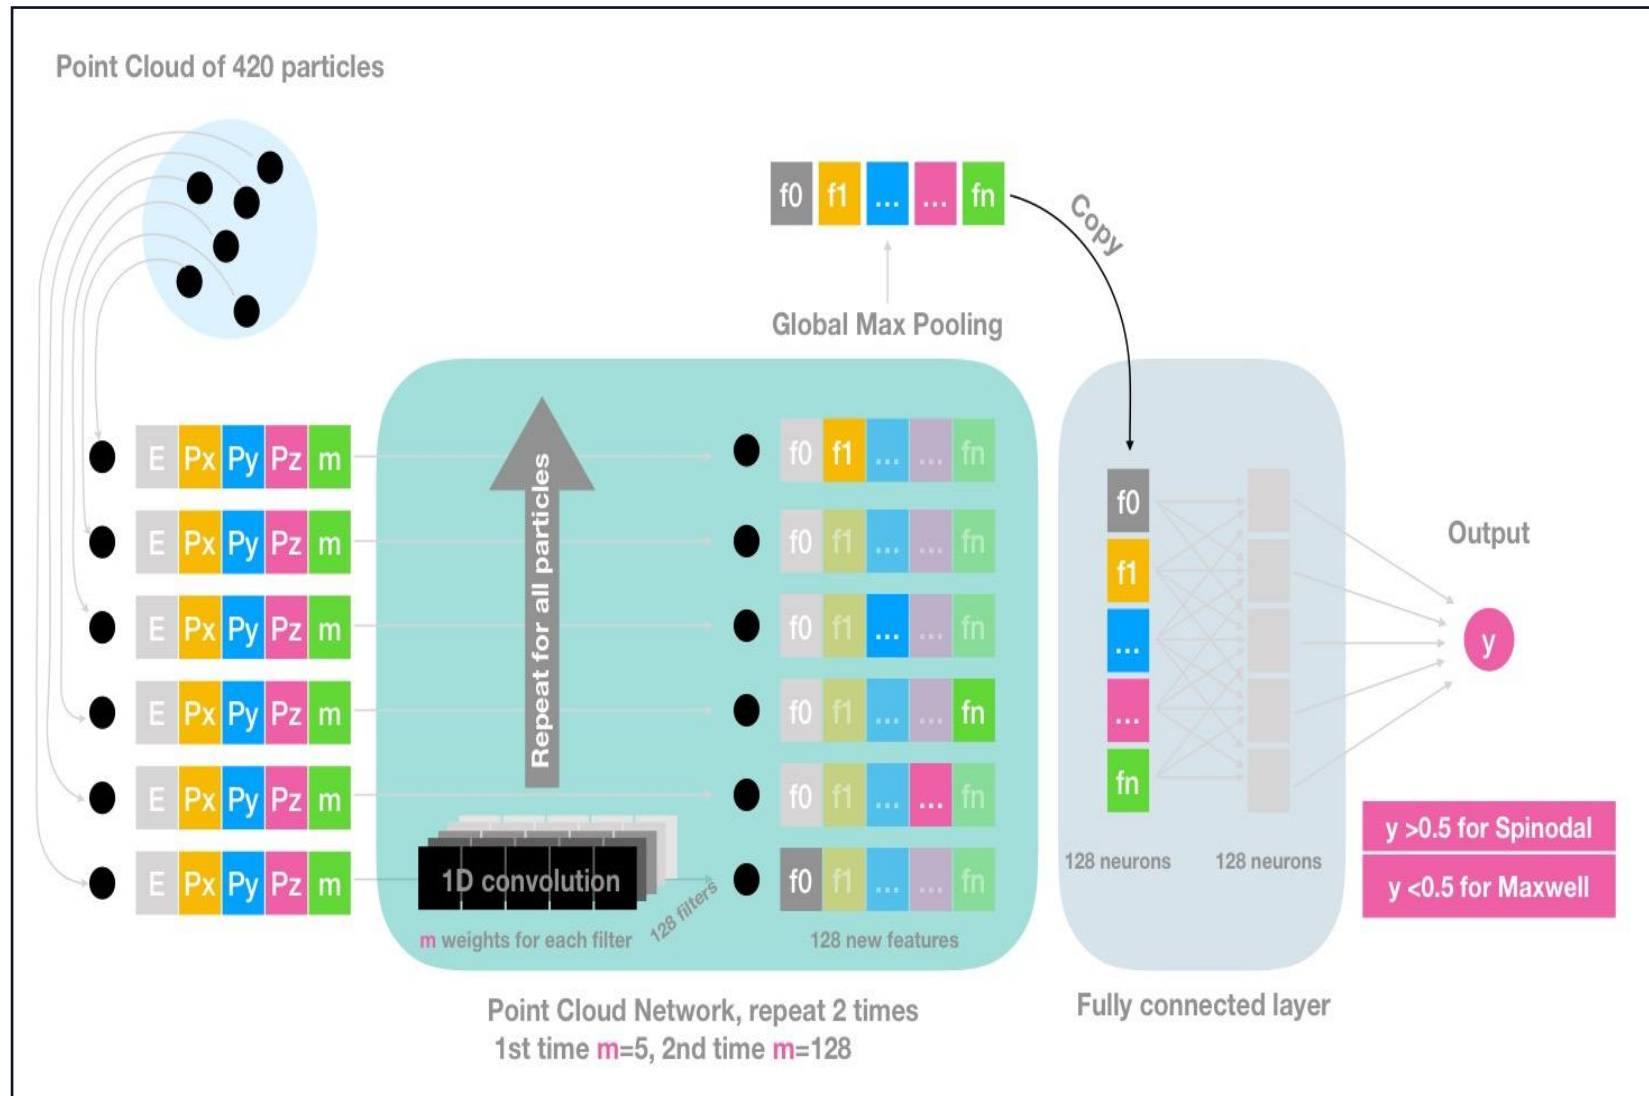 Point Cloud of 420 particles
f0 f1 ... ... fn
Copy
Global Max Pooling
E Px Py Pz m
f0 f1 ... ... fn
E Px Py Pz m
f0 f1 ... ... fn
E Px Py Pz m
f0 f1 ... ... fn
E Px Py Pz m
f0 f1 ... ... fn
E Px Py Pz m
f0 f1 ... ... fn
E Px Py Pz m
f0 f1 ... ... fn
Repeat for all particles
1D convolution
m weights for each filter
128 filters
128 new features
Point Cloud Network, repeat 2 times
1st time m=5, 2nd time m=128
f0
f1
...
...
fn
128 neurons
128 neurons
Fully connected layer
Output
y
y >0.5 for Spinodal
y <0.5 for Maxwell